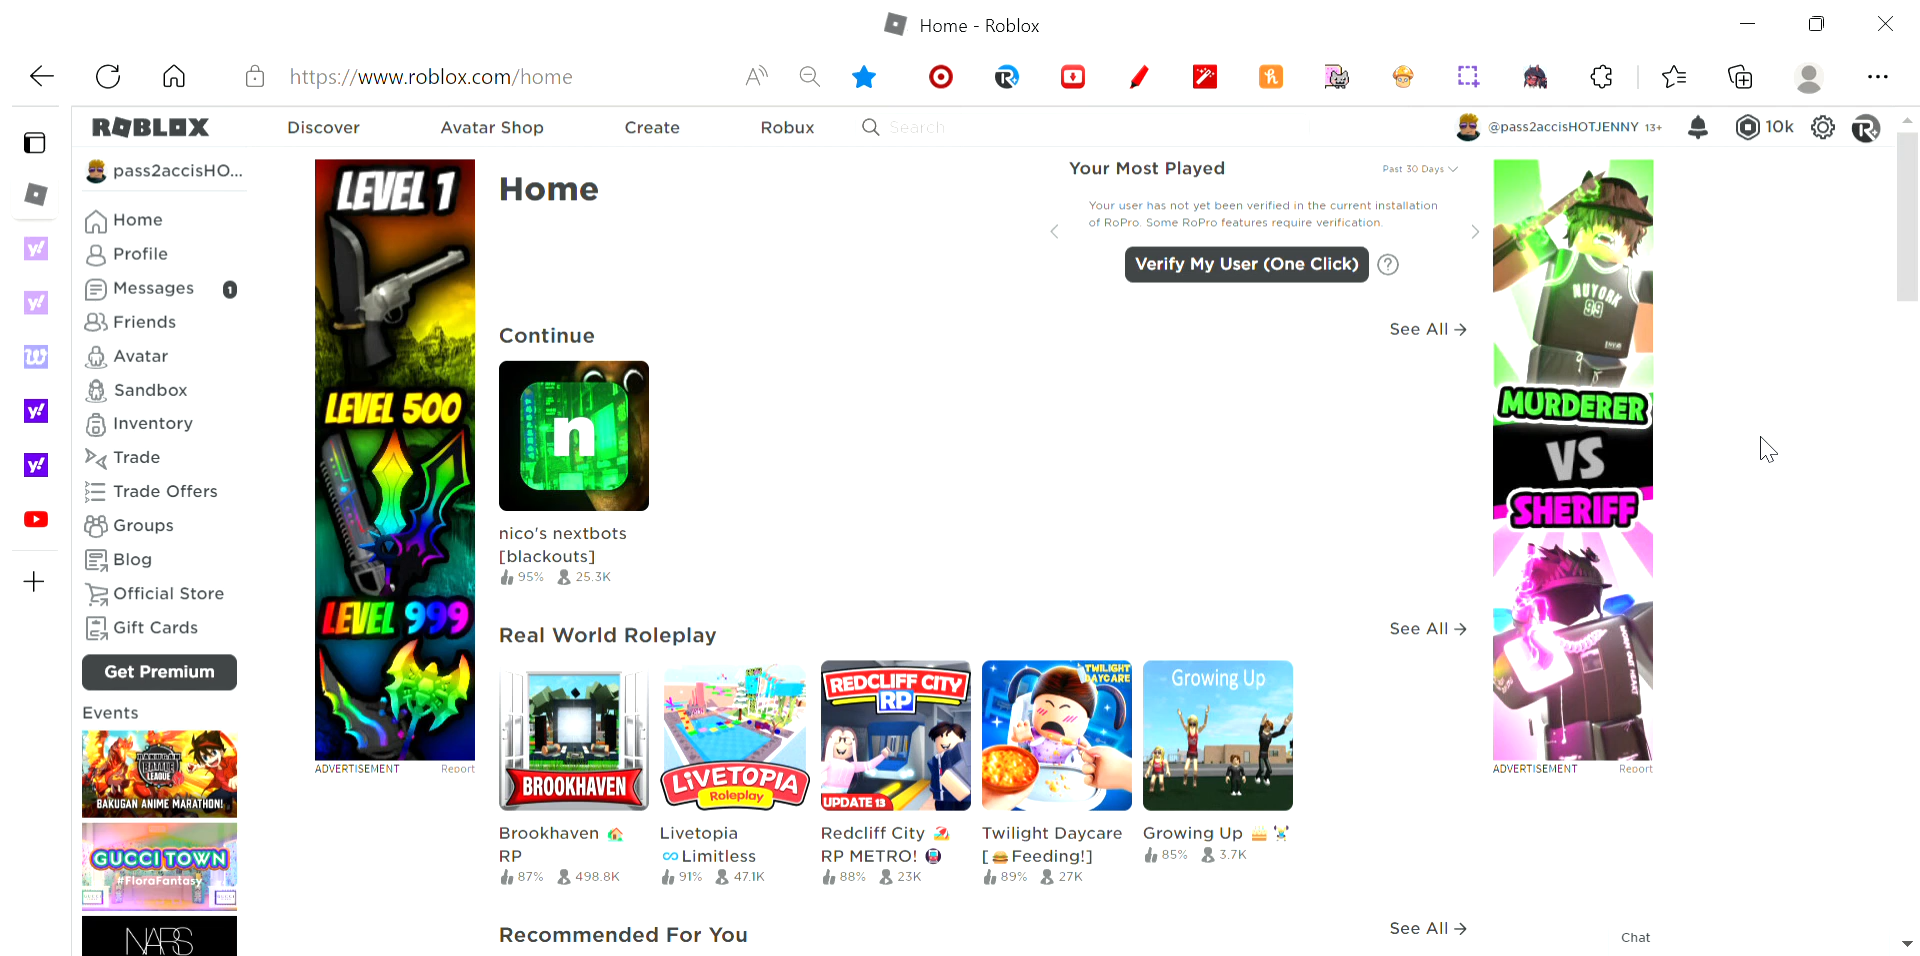 Home - Roblox
https://www.roblox.com/home
ROBLOX
Discover
Avatar Shop
Create
Robux
Search
@pass2accisHOTJENNY 13+
10k
pass2accisHO...
Home
Profile
Messages
1
Friends
Avatar
Sandbox
Inventory
Trade
Trade Offers
Groups
Blog
Official Store
Gift Cards
Get Premium
Events
BAKUGAN
BATTLE
LEAGUE
BAKUGAN ANIME MARATHON!
GUCCI TOWN
#FloraFantasy
NARS
LEVEL 1
LEVEL 500
LEVEL 999
ADVERTISEMENT
Report
Home
Your Most Played
Past 30 Days
Your user has not yet been verified in the current installation
of RoPro. Some RoPro features require verification.
Verify My User (One Click)
?
Continue
See All →
n
nico's nextbots
[blackouts]
95%
25.3K
Real World Roleplay
See All →
BROOKHAVEN
Brookhaven 🏠
RP
87%
498.8K
LIVETOPIA
Roleplay
Livetopia
♾Limitless
91%
47.1K
REDCLIFF CITY
RP
UPDATE 13
Redcliff City 🏖
RP METRO! 🚇
88%
23K
TWILIGHT
DAYCARE
Twilight Daycare
[🍔Feeding!]
89%
27K
Growing Up
Growing Up 🎂
85%
3.7K
Recommended For You
See All →
NUYORK
99
MURDERER
VS
SHERIFF
ADVERTISEMENT
Report
Chat